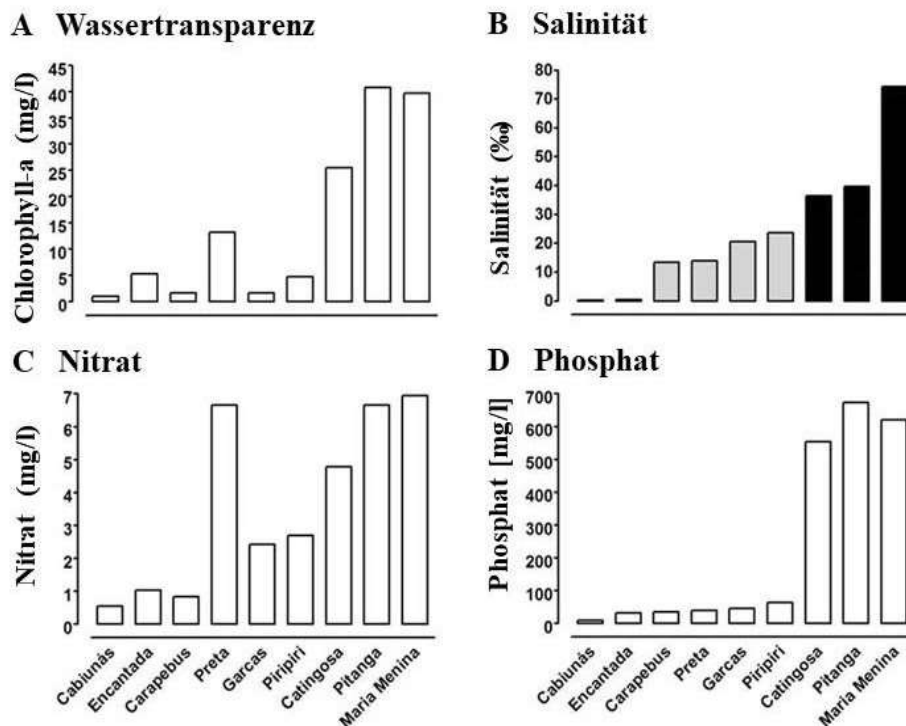 A Wassertransparenz
45
40
35
30
25
20
15
10
5
0
Chlorophyll-a (mg/l)
B Salinität
80
70
60
50
40
30
20
10
0
Salinität (‰)
C Nitrat
7
6
5
4
3
2
1
0
Nitrat (mg/l)
Cabiunás
Encantada
Carapebus
Preta
Garcas
Piripiri
Catingosa
Pitanga
Maria Menina
D Phosphat
700
600
500
400
300
200
100
0
Phosphat [mg/l]
Cabiunás
Encantada
Carapebus
Preta
Garcas
Piripiri
Catingosa
Pitanga
Maria Menina